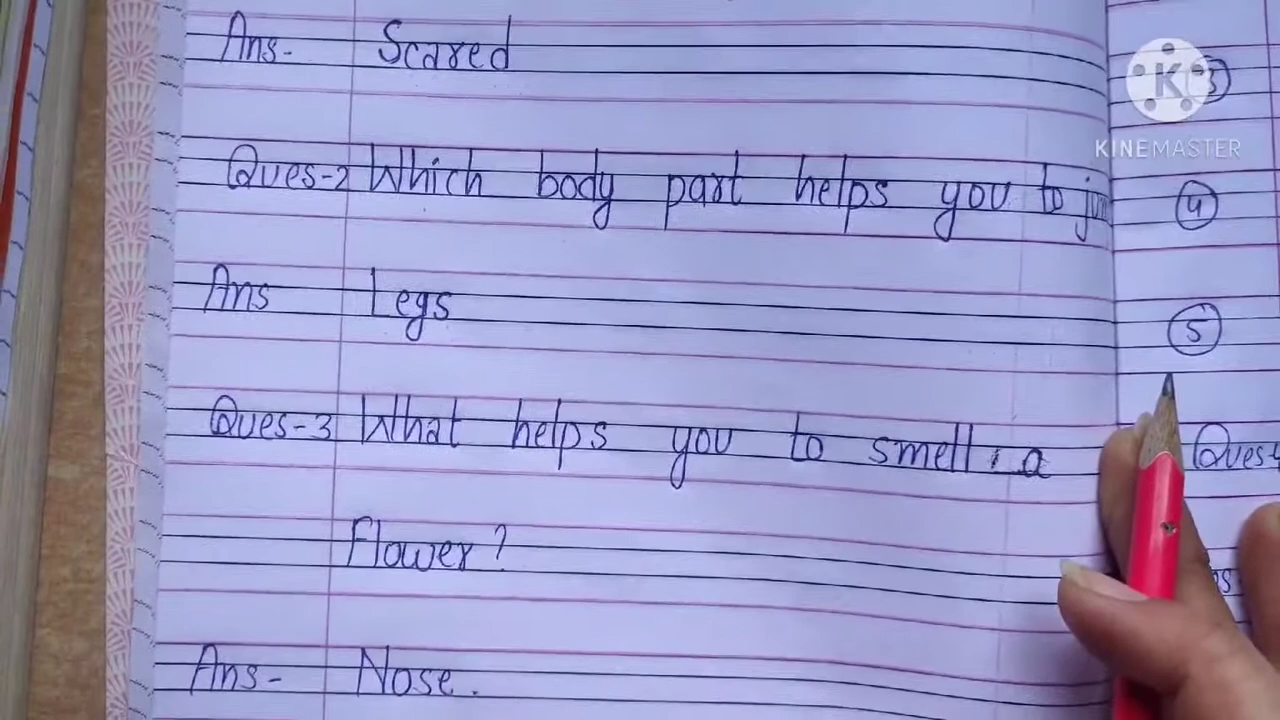 Ans- Scared
Ques-2 Which body part helps you to
Ans Legs
Ques-3 What helps you to smell a
Flower?
Ans- Nose.
3
4
5
Ques-4
KINEMASTER